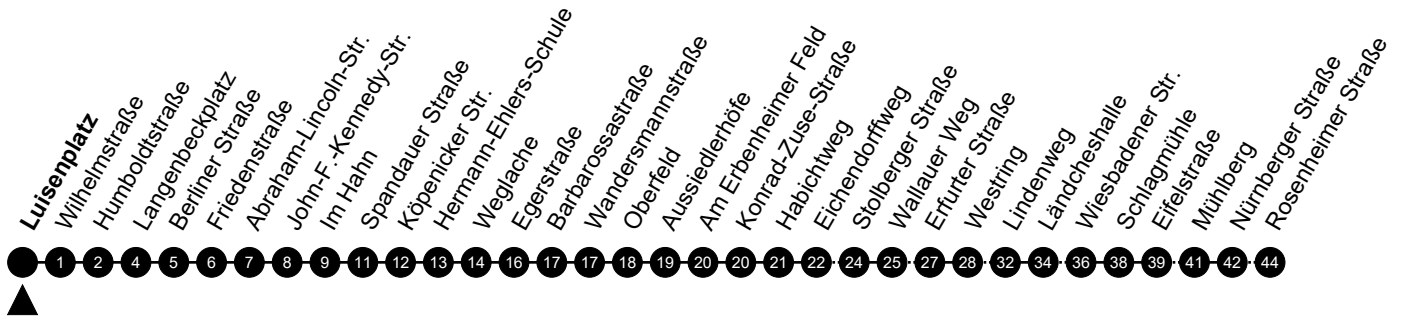 Luisenplatz
Wilhelmstraße
Humboldtstraße
Langenbeckplatz
Berliner Straße
Friedenstraße
Abraham-Lincoln-Str.
John-F.-Kennedy-Str.
Im Hahn
Spandauer Straße
Köpenicker Str.
Hermann-Ehlers-Schule
Weglache
Egerstraße
Barbarossastraße
Wandersmannstraße
Oberfeld
Aussiedlerhöfe
Am Erbenheimer Feld
Konrad-Zuse-Straße
Habichtweg
Eichendorffweg
Stolberger Straße
Wallauer Weg
Erfurter Straße
Westring
Lindenweg
Ländcheshalle
Wiesbadener Str.
Schlagmühle
Eifelstraße
Mühlberg
Nürnberger Straße
Rosenheimer Straße
1 2 4 5 6 7 8 9 11 12 13 14 16 17 17 18 19 20 20 21 22 24 25 27 28 32 34 36 38 39 41 42 44